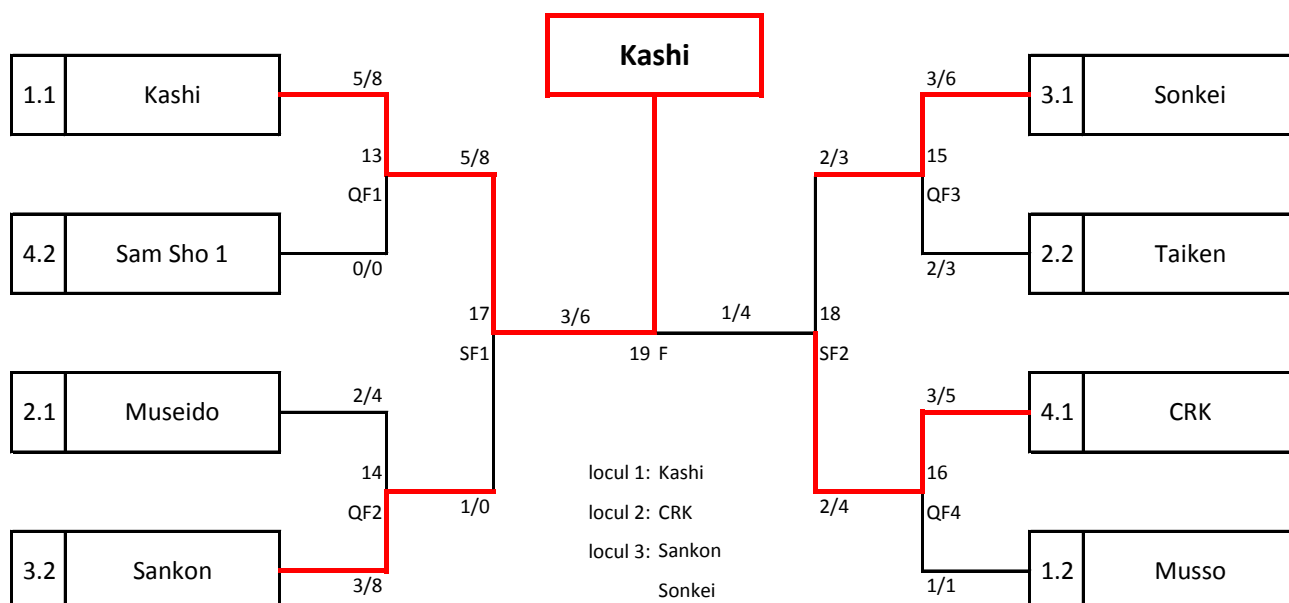 Kashi
1.1 Kashi
5/8
13
QF1
5/8
4.2 Sam Sho 1
0/0
17
SF1
3/6
2.1 Museido
2/4
14
QF2
1/0
3.2 Sankon
3/8
19 F
1/4
3/6
3.1 Sonkei
2/3
15
QF3
2.2 Taiken
2/3
18
SF2
3/5
4.1 CRK
16
QF4
2/4
1.2 Musso
1/1
locul 1: Kashi
locul 2: CRK
locul 3: Sankon
Sonkei